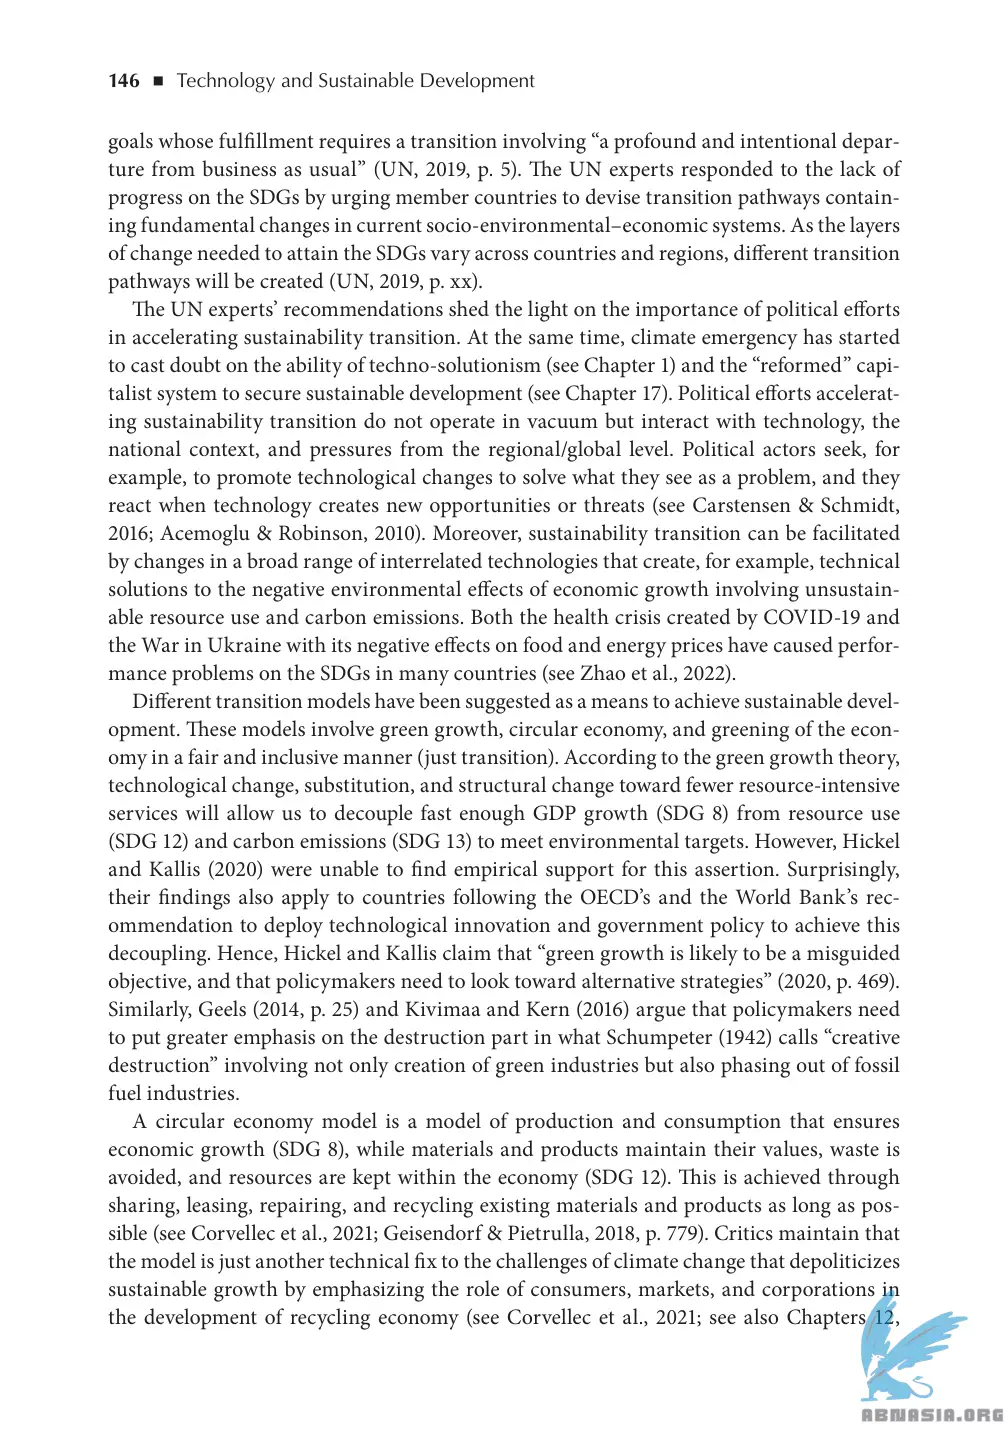 146 ■ Technology and Sustainable Development
goals whose fulfillment requires a transition involving “a profound and intentional depar-
ture from business as usual” (UN, 2019, p. 5). The UN experts responded to the lack of
progress on the SDGs by urging member countries to devise transition pathways contain-
ing fundamental changes in current socio-environmental–economic systems. As the layers
of change needed to attain the SDGs vary across countries and regions, different transition
pathways will be created (UN, 2019, p. xx).
The UN experts’ recommendations shed the light on the importance of political efforts
in accelerating sustainability transition. At the same time, climate emergency has started
to cast doubt on the ability of techno-solutionism (see Chapter 1) and the “reformed” capi-
talist system to secure sustainable development (see Chapter 17). Political efforts accelerat-
ing sustainability transition do not operate in vacuum but interact with technology, the
national context, and pressures from the regional/global level. Political actors seek, for
example, to promote technological changes to solve what they see as a problem, and they
react when technology creates new opportunities or threats (see Carstensen & Schmidt,
2016; Acemoglu & Robinson, 2010). Moreover, sustainability transition can be facilitated
by changes in a broad range of interrelated technologies that create, for example, technical
solutions to the negative environmental effects of economic growth involving unsustain-
able resource use and carbon emissions. Both the health crisis created by COVID-19 and
the War in Ukraine with its negative effects on food and energy prices have caused perfor-
mance problems on the SDGs in many countries (see Zhao et al., 2022).
Different transition models have been suggested as a means to achieve sustainable devel-
opment. These models involve green growth, circular economy, and greening of the econ-
omy in a fair and inclusive manner (just transition). According to the green growth theory,
technological change, substitution, and structural change toward fewer resource-intensive
services will allow us to decouple fast enough GDP growth (SDG 8) from resource use
(SDG 12) and carbon emissions (SDG 13) to meet environmental targets. However, Hickel
and Kallis (2020) were unable to find empirical support for this assertion. Surprisingly,
their findings also apply to countries following the OECD’s and the World Bank’s rec-
ommendation to deploy technological innovation and government policy to achieve this
decoupling. Hence, Hickel and Kallis claim that “green growth is likely to be a misguided
objective, and that policymakers need to look toward alternative strategies” (2020, p. 469).
Similarly, Geels (2014, p. 25) and Kivimaa and Kern (2016) argue that policymakers need
to put greater emphasis on the destruction part in what Schumpeter (1942) calls “creative
destruction” involving not only creation of green industries but also phasing out of fossil
fuel industries.
A circular economy model is a model of production and consumption that ensures
economic growth (SDG 8), while materials and products maintain their values, waste is
avoided, and resources are kept within the economy (SDG 12). This is achieved through
sharing, leasing, repairing, and recycling existing materials and products as long as pos-
sible (see Corvellec et al., 2021; Geisendorf & Pietrulla, 2018, p. 779). Critics maintain that
the model is just another technical fix to the challenges of climate change that depoliticizes
sustainable growth by emphasizing the role of consumers, markets, and corporations in
the development of recycling economy (see Corvellec et al., 2021; see also Chapters 12,
ABNASIA.ORG